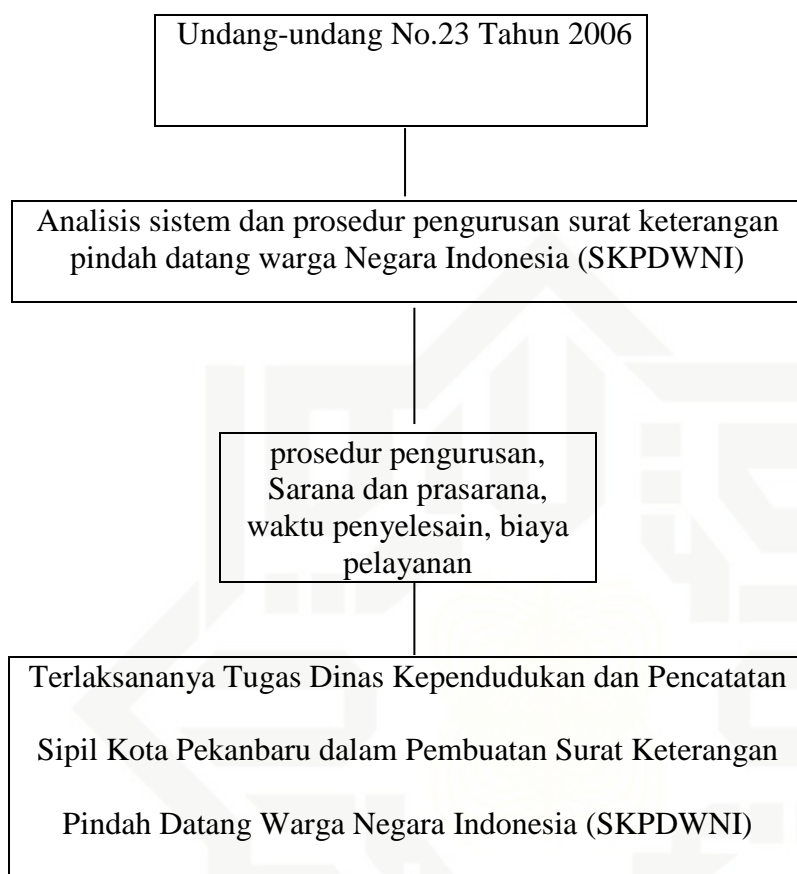 Undang-undang No.23 Tahun 2006
Analisis sistem dan prosedur pengurusan surat keterangan
pindah datang warga Negara Indonesia (SKPDWNI)
prosedur pengurusan,
Sarana dan prasarana,
waktu penyelesain, biaya
pelayanan
Terlaksananya Tugas Dinas Kependudukan dan Pencatatan
Sipil Kota Pekanbaru dalam Pembuatan Surat Keterangan
Pindah Datang Warga Negara Indonesia (SKPDWNI)